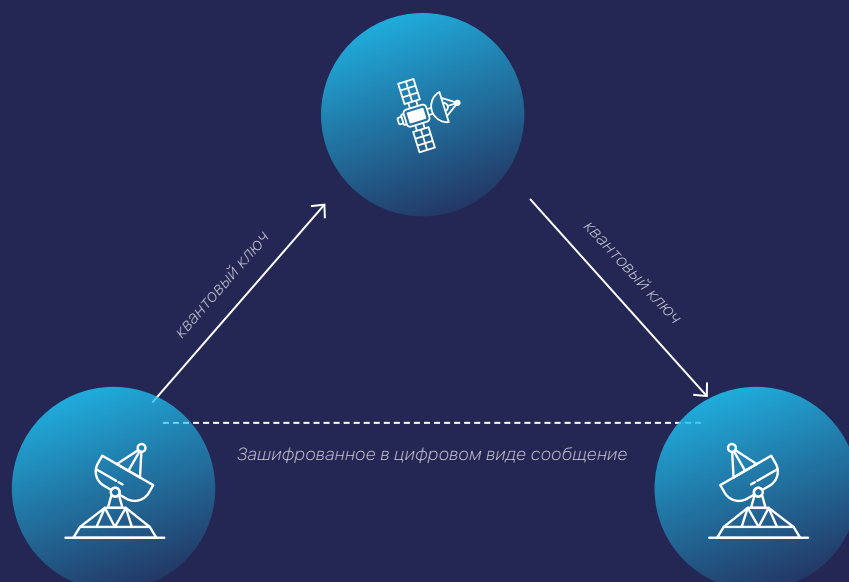 квантовый ключ
квантовый ключ
Зашифрованное в цифровом виде сообщение